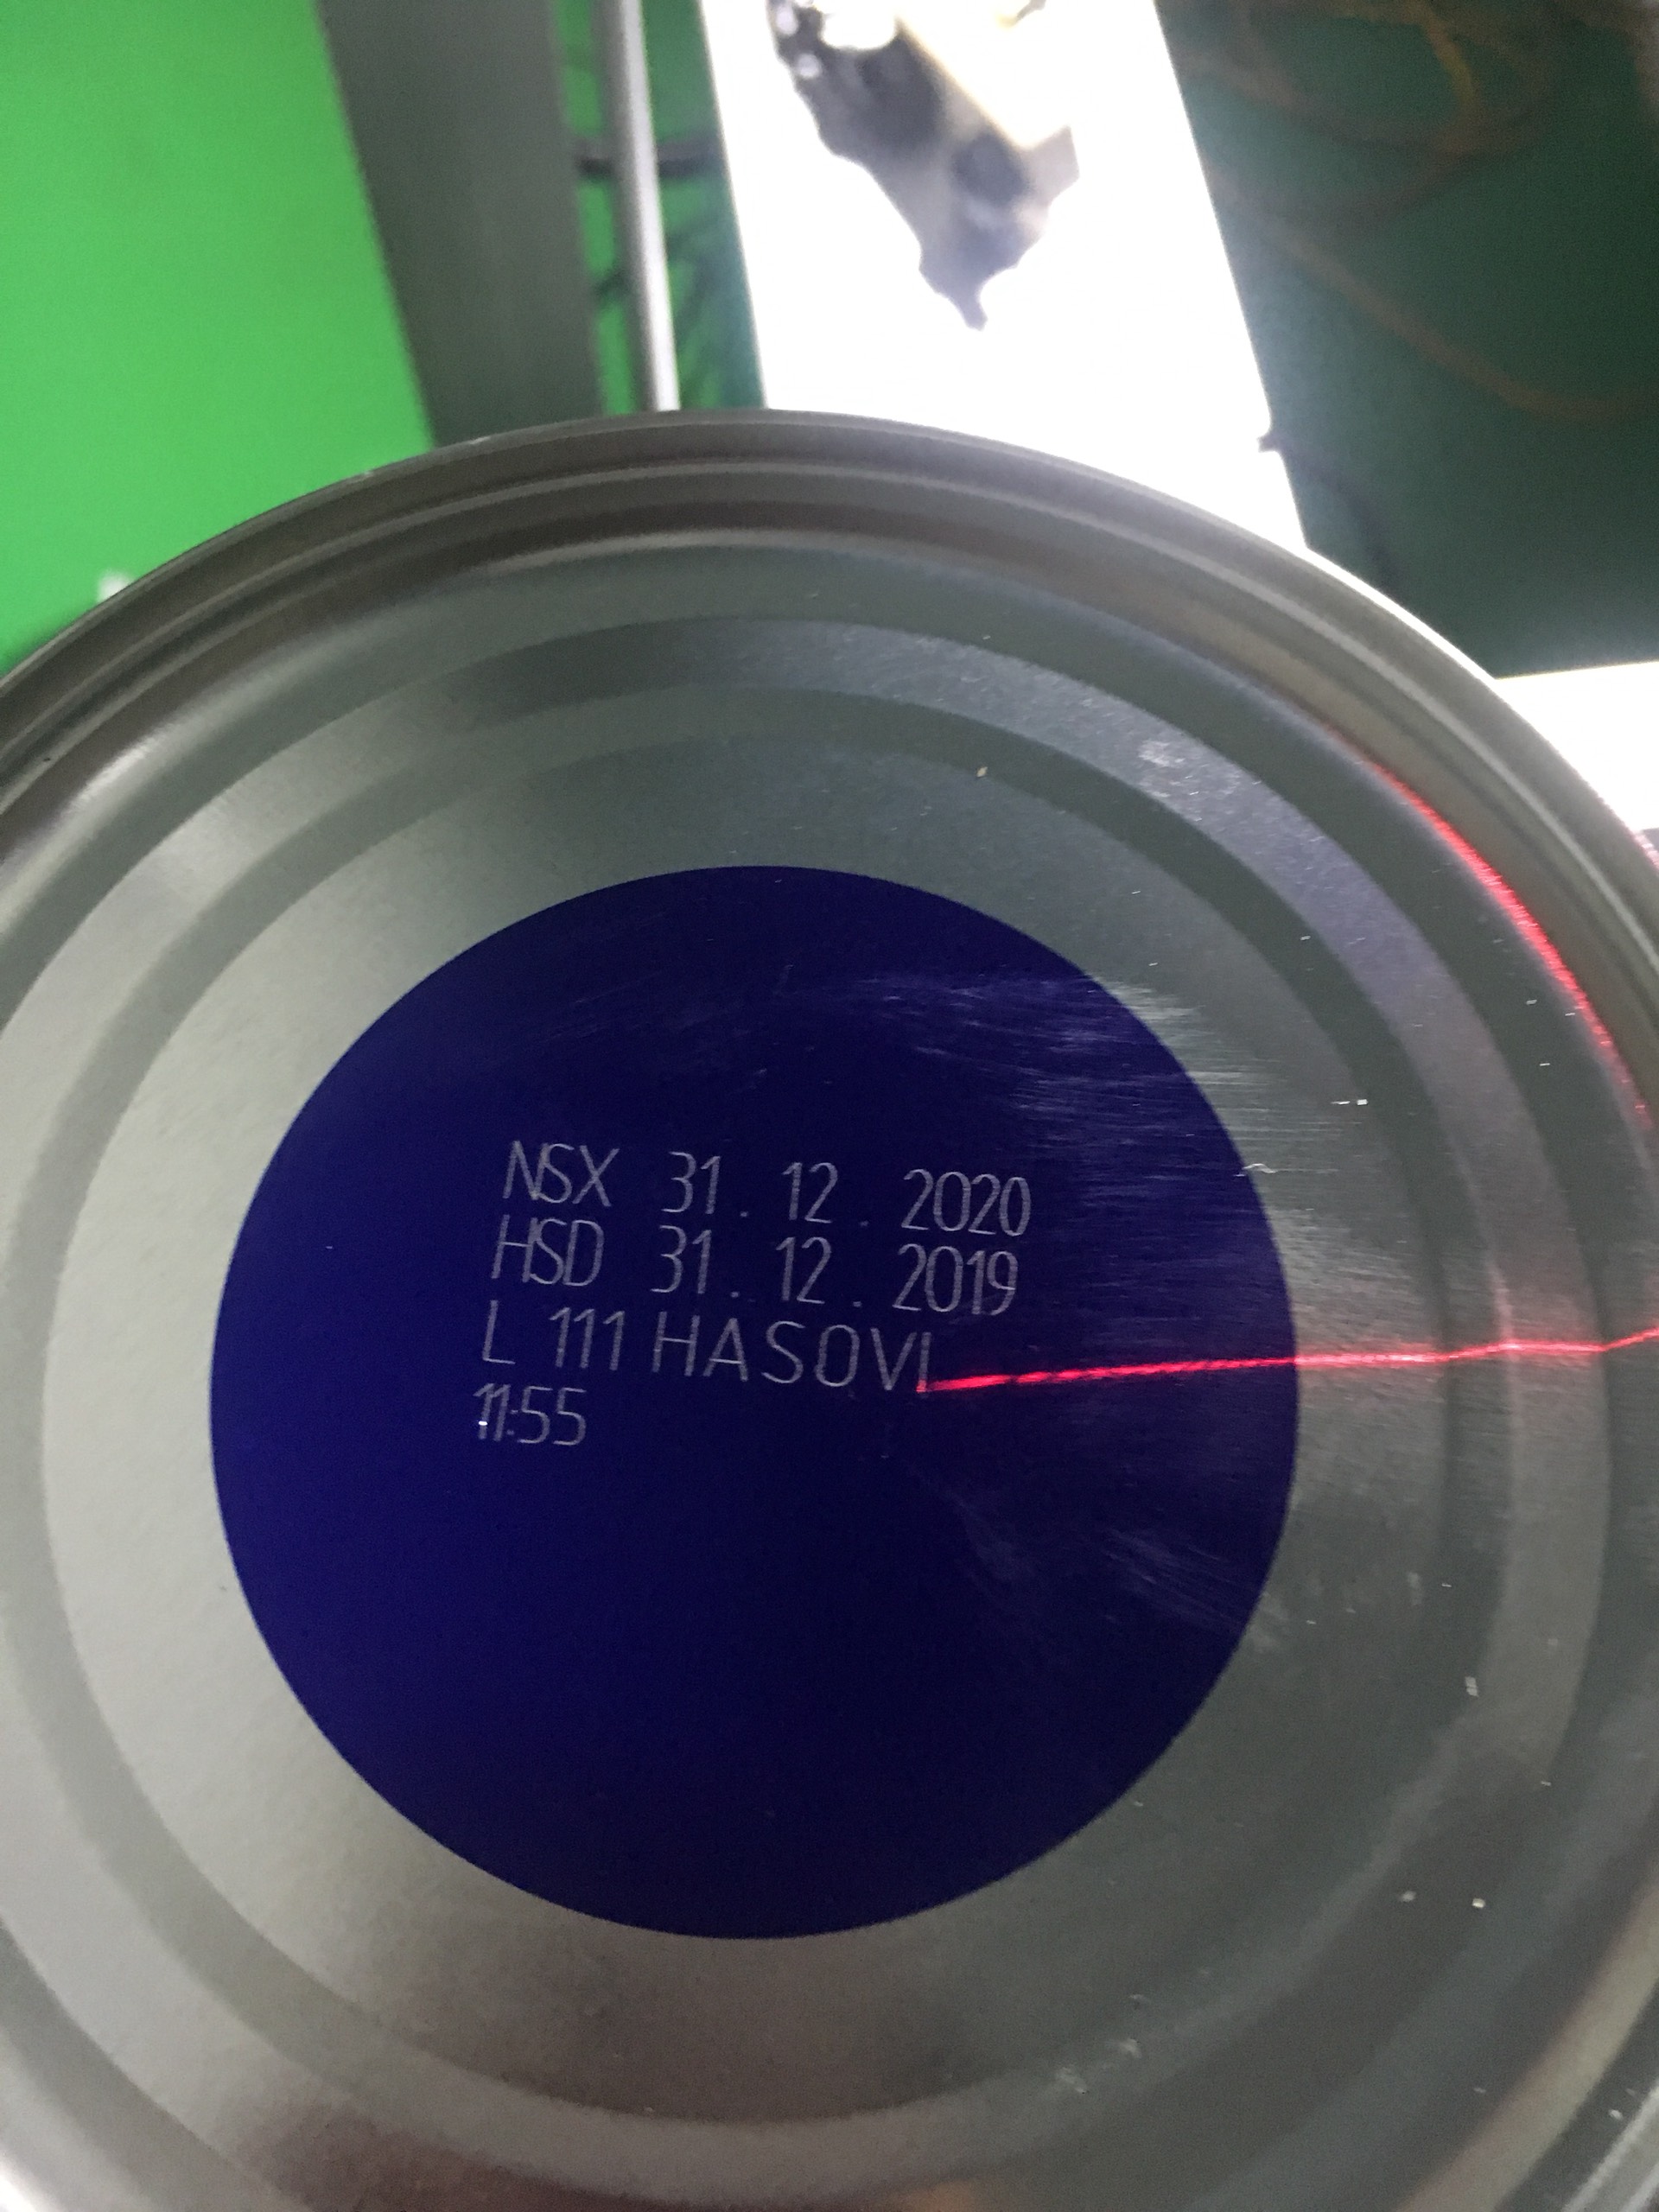 NSX 31.12.2020
HSD 31.12.2019
L 111 HASOVI
11:55